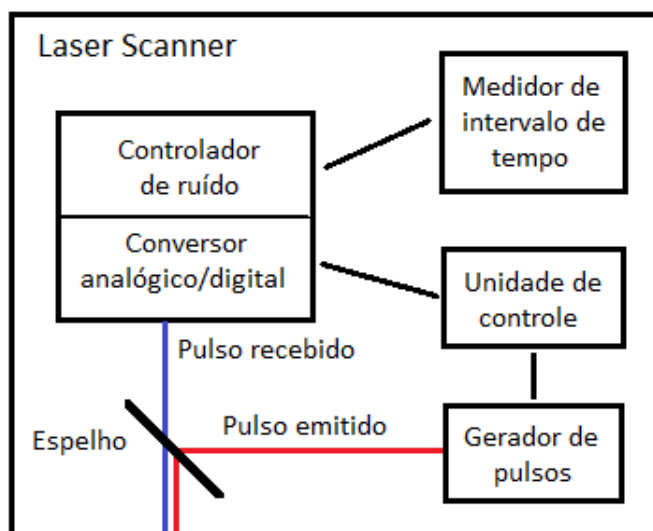 Laser Scanner
Controlador
de ruído
Medidor de
intervalo de
tempo
Conversor
analógico/digital
Unidade de
controle
Pulso recebido
Espelho
Pulso emitido
Gerador de
pulsos